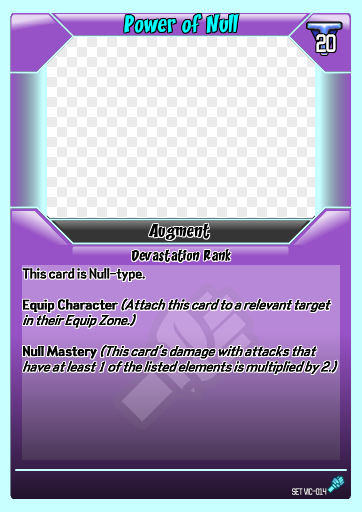 Power of Null
20
Augment
Devastation Rank
This card is Null-type.
Equip Character (Attach this card to a relevant target
in their Equip Zone.)
Null Mastery (This card's damage with attacks that
have at least 1 of the listed elements is multiplied by 2.)
SET VIC-014